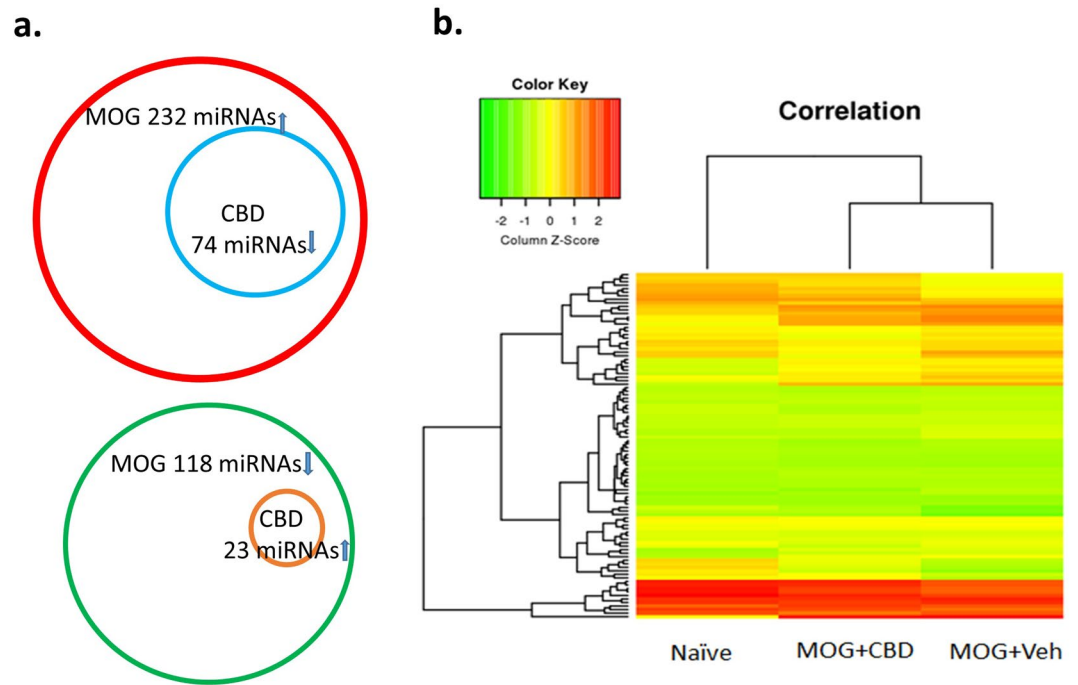 a.
MOG 232 miRNAs↑
CBD
74 miRNAs↓
MOG 118 miRNAs↓
CBD
23 miRNAs↑
b.
Color Key
-2 -1 0 1 2
Column Z-Score
Correlation
Naïve MOG+CBD MOG+Veh